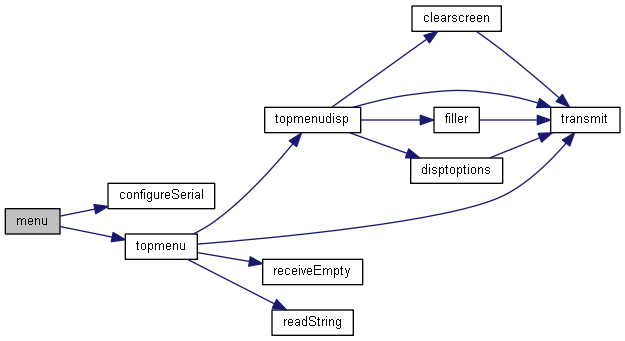 clearscreen
topmenudisp
filler
transmit
disptoptions
configureSerial
menu
topmenu
receiveEmpty
readString